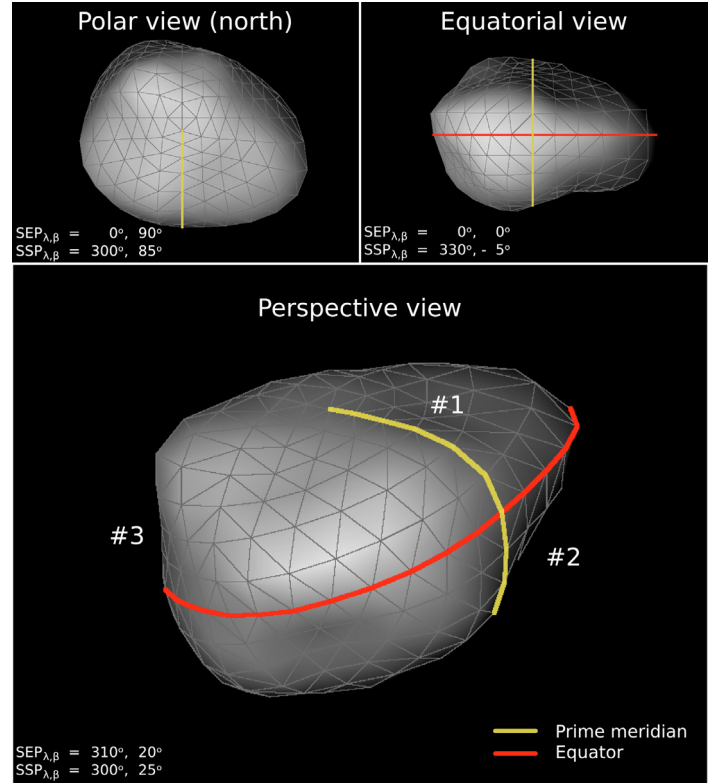 Polar view (north)
SEPλ,β = 0°, 90°
SSPλ,β = 300°, 85°
Equatorial view
SEPλ,β = 0°, 0°
SSPλ,β = 330°,- 5°
Perspective view
#1
#2
#3
SEPλ,β = 310°, 20°
SSPλ,β = 300°, 25°
Prime meridian
Equator